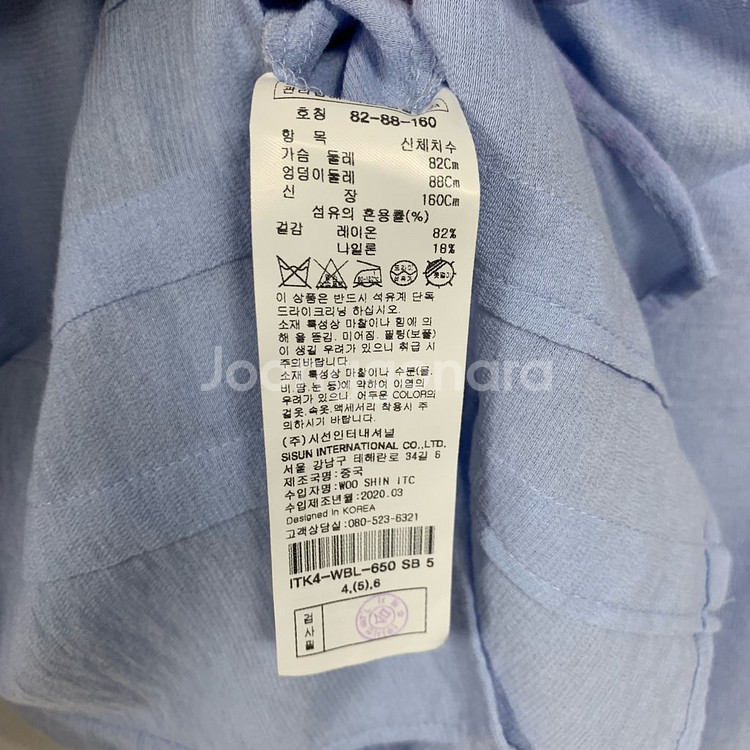 호칭 82-88-160
항 목 신체치수
가슴 둘레 82Cm
엉덩이둘레 88Cm
신 장 160Cm
섬유의 혼용률(%)
겉감 레이온 82%
나일론 18%
이 상품은 반드시 석유계 단독
드라이크리닝 하십시오.
소재 특성상 마찰이나 힘에 의
해 올 뜯김, 미어짐, 필링(보풀)
이 생길 우려가 있으니 취급 시
주의바랍니다.
소재 특성상 마찰이나 수분(물,
비,땀,눈 등)에 약하여 이염의
우려가 있으니, 어두운 COLOR의
겉옷,속옷,액세서리 착용시 주
의하시기 바랍니다.
(주)시선인터내셔널
SISUN INTERNATIONAL CO.,LTD.
서울 강남구 테헤란로 34길 6
제조국명:중국
수입자명:WOO SHIN ITC
수입제조년월:2020.03
Designed in KOREA
고객상담실:080-523-6321
ITK4-WBL-650 SB 5
4,(5),6
검사필